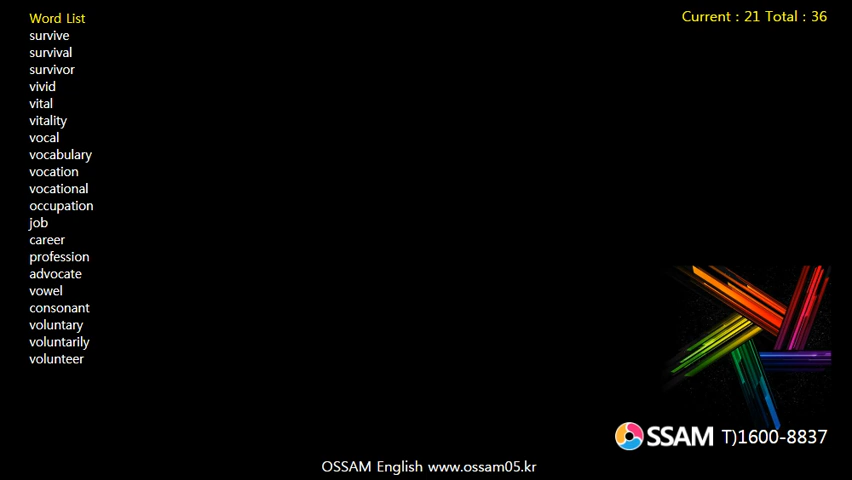 Word List
Current : 21 Total : 36
survive
survival
survivor
vivid
vital
vitality
vocal
vocabulary
vocation
vocational
occupation
job
career
profession
advocate
vowel
consonant
voluntary
voluntarily
volunteer
OSSAM T)1600-8837
OSSAM English www.ossam05.kr